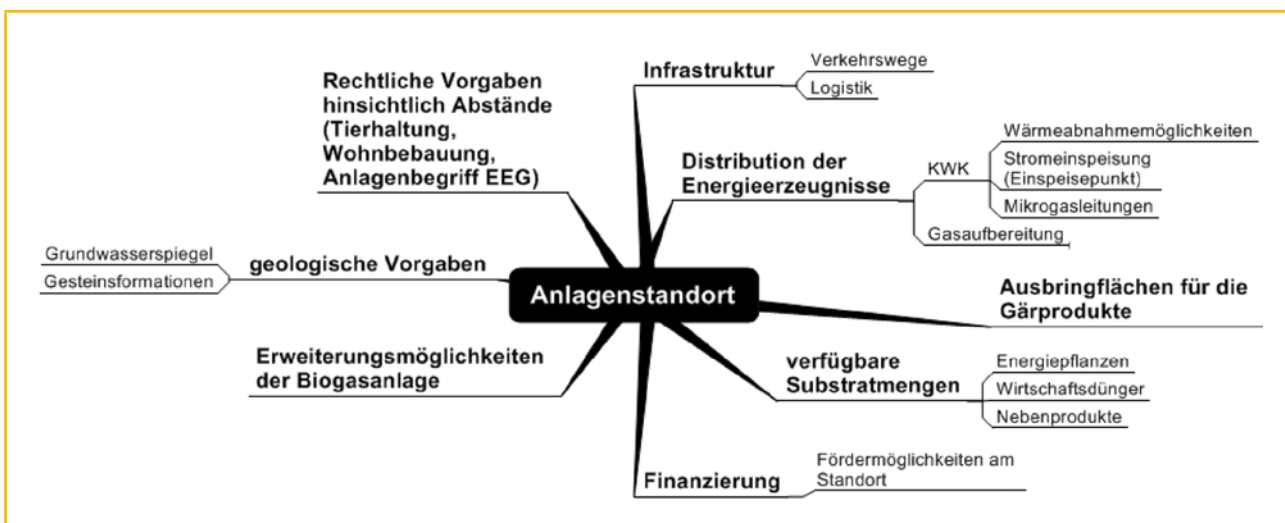 Rechtliche Vorgaben
hinsichtlich Abstände
(Tierhaltung,
Wohnbebauung,
Anlagenbegriff EEG)
Grundwasserspiegel
Gesteinsformationen
geologische Vorgaben
Erweiterungsmöglichkeiten
der Biogasanlage
Anlagenstandort
Infrastruktur
Verkehrswege
Logistik
Distribution der
Energieerzeugnisse
KWK
Wärmeabnahmemöglichkeiten
Stromeinspeisung
(Einspeisepunkt)
Mikrogasleitungen
Gasaufbereitung
Ausbringflächen für die
Gärprodukte
verfügbare
Substratmengen
Energiepflanzen
Wirtschaftsdünger
Nebenprodukte
Finanzierung
Fördermöglichkeiten am
Standort